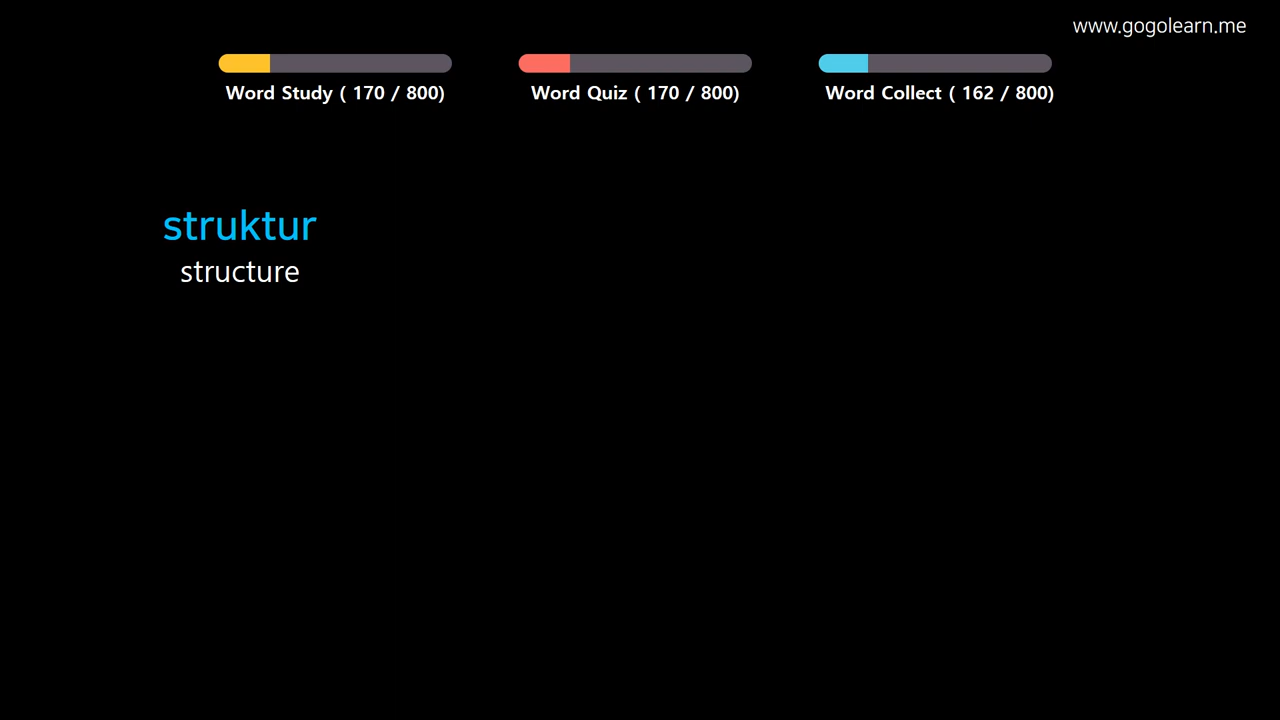 www.gogolearn.me
Word Study ( 170 / 800)
Word Quiz ( 170 / 800)
Word Collect ( 162 / 800)
struktur
structure